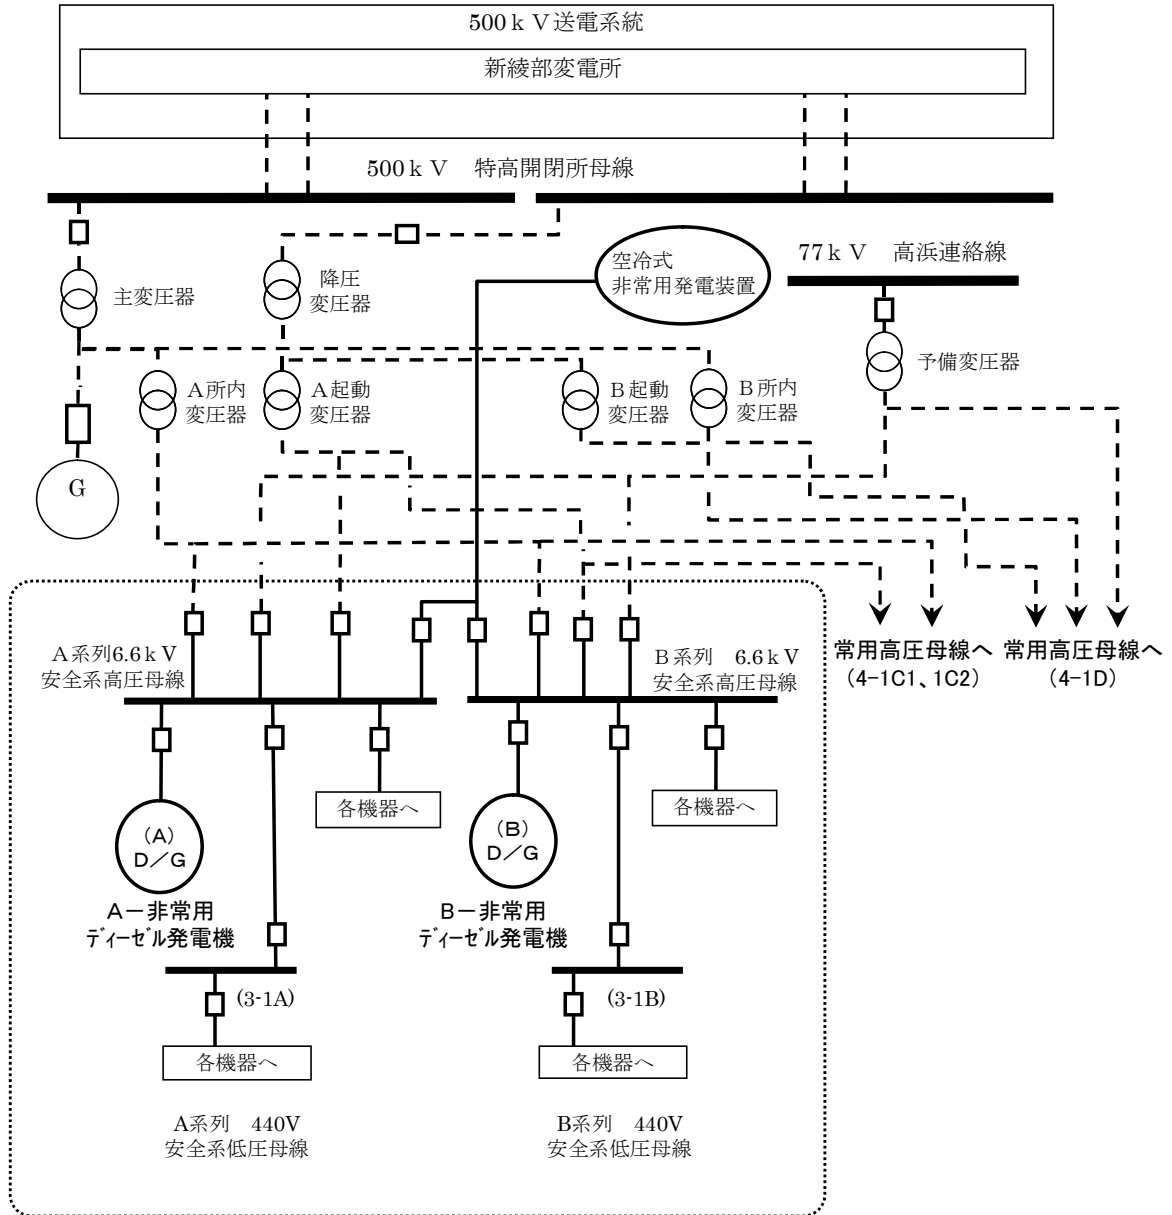 500ｋＶ送電系統
新綾部変電所
500ｋＶ　特高開閉所母線
空冷式
非常用発電装置
77ｋＶ　高浜連絡線
主変圧器
降圧
変圧器
予備変圧器
Ａ所内
変圧器
Ａ起動
変圧器
Ｂ起動
変圧器
Ｂ所内
変圧器
G
Ａ系列6.6ｋＶ
安全系高圧母線
Ｂ系列　6.6ｋＶ
安全系高圧母線
常用高圧母線へ
(4-1C1、1C2)
常用高圧母線へ
(4-1D)
各機器へ
各機器へ
(A)
D／G
(B)
D／G
A－非常用
ﾃﾞｨｰｾﾞﾙ発電機
B－非常用
ﾃﾞｨｰｾﾞﾙ発電機
(3-1A)
(3-1B)
各機器へ
各機器へ
A系列　440V
安全系低圧母線
B系列　440V
安全系低圧母線